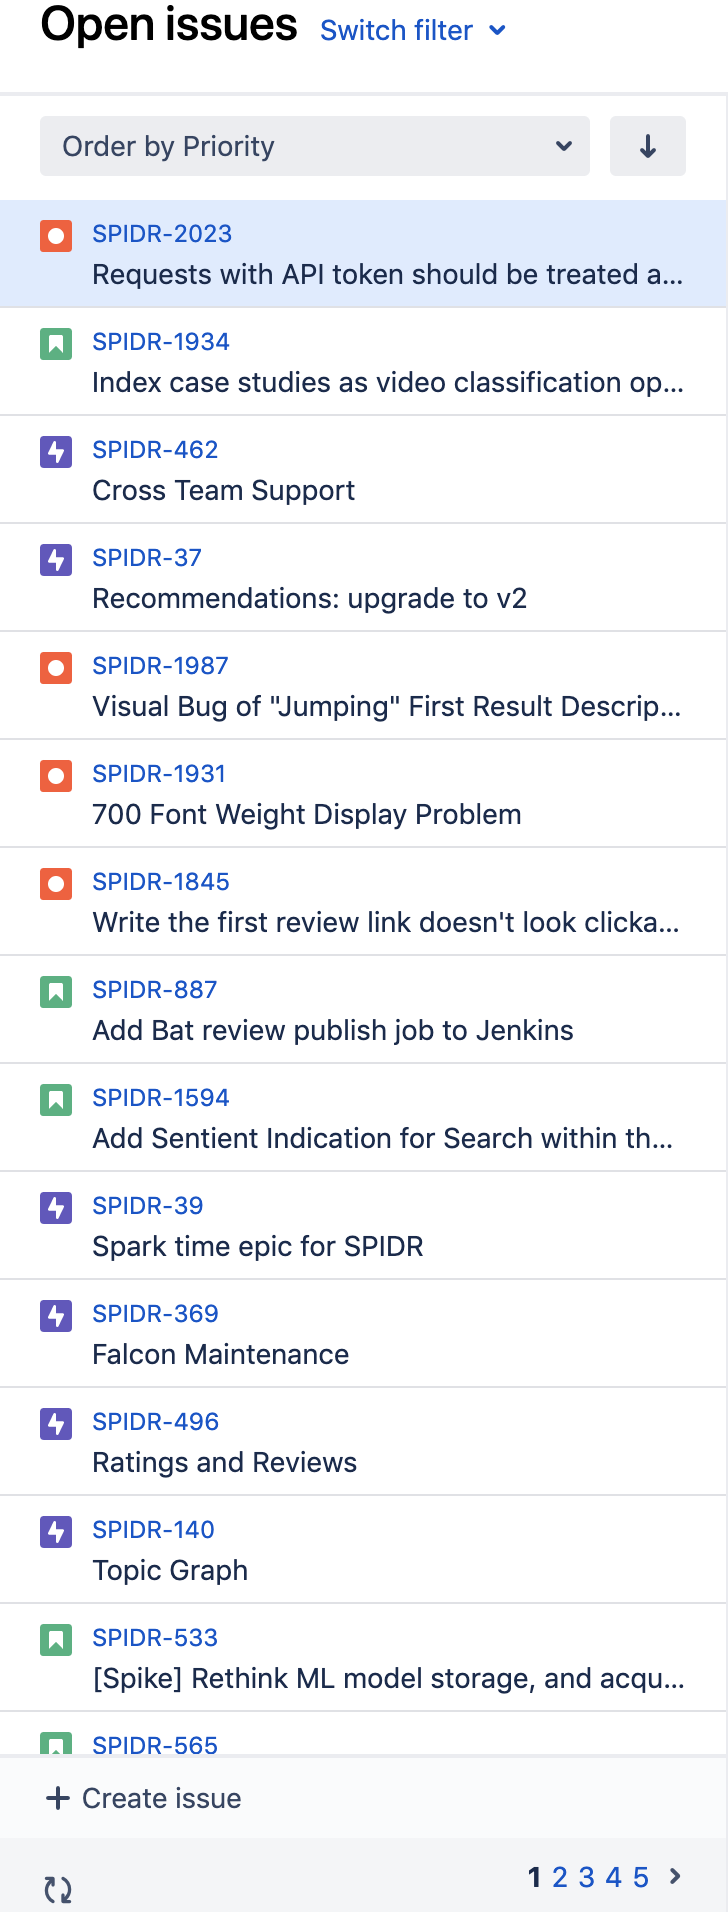 Open issues Switch filter
Order by Priority
SPIDR-2023
Requests with API token should be treated a...
SPIDR-1934
Index case studies as video classification op...
SPIDR-462
Cross Team Support
SPIDR-37
Recommendations: upgrade to v2
SPIDR-1987
Visual Bug of "Jumping" First Result Descrip...
SPIDR-1931
700 Font Weight Display Problem
SPIDR-1845
Write the first review link doesn't look clicka...
SPIDR-887
Add Bat review publish job to Jenkins
SPIDR-1594
Add Sentient Indication for Search within th...
SPIDR-39
Spark time epic for SPIDR
SPIDR-369
Falcon Maintenance
SPIDR-496
Ratings and Reviews
SPIDR-140
Topic Graph
SPIDR-533
[Spike] Rethink ML model storage, and acqu...
SPIDR-565
Create issue
1 2 3 4 5